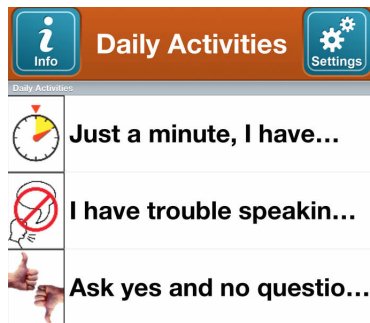 Info
Daily Activities
Settings
Daily Activities
Just a minute, I have...
I have trouble speakin...
Ask yes and no questio...